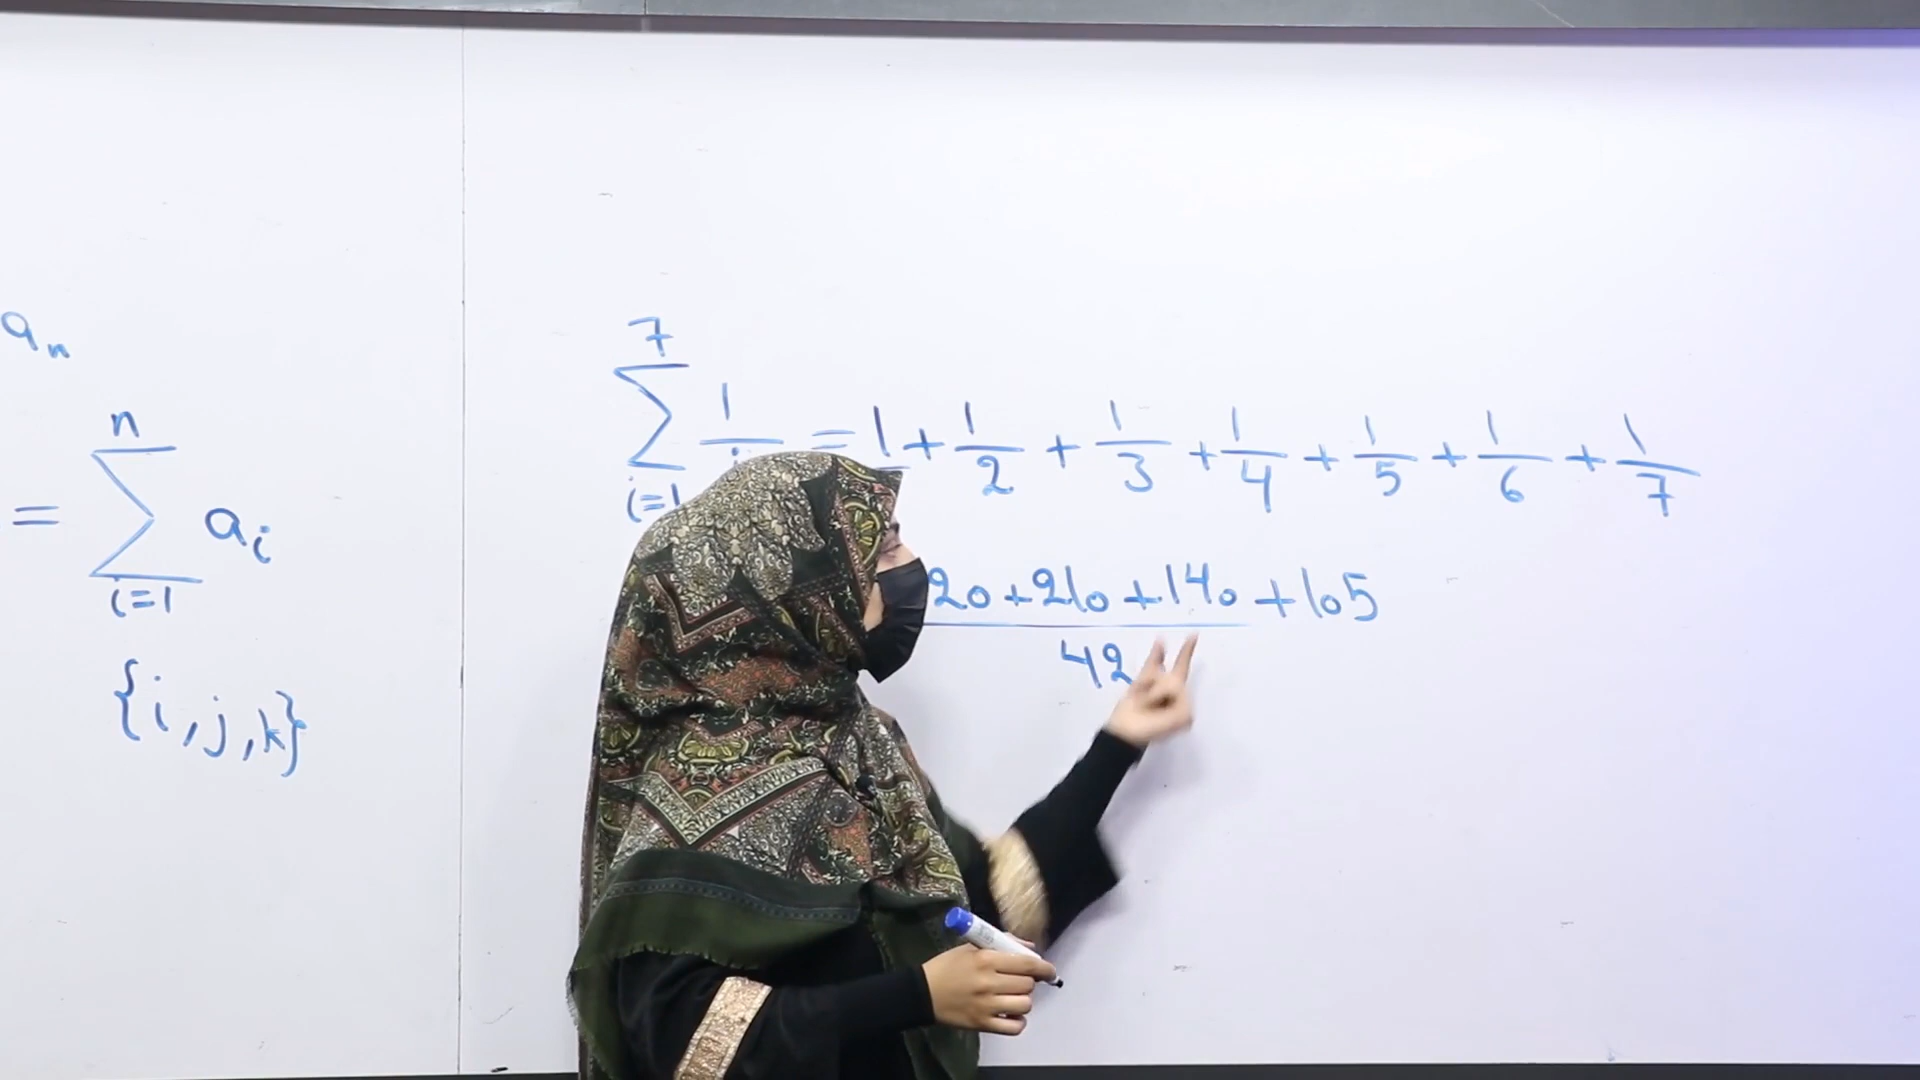 aₙ
n
= ∑ aᵢ
i=1
{i, j, k}
7
∑ 1/i = 1 + 1/2 + 1/3 + 1/4 + 1/5 + 1/6 + 1/7
i=1
20 + 210 + 140 + 105
42